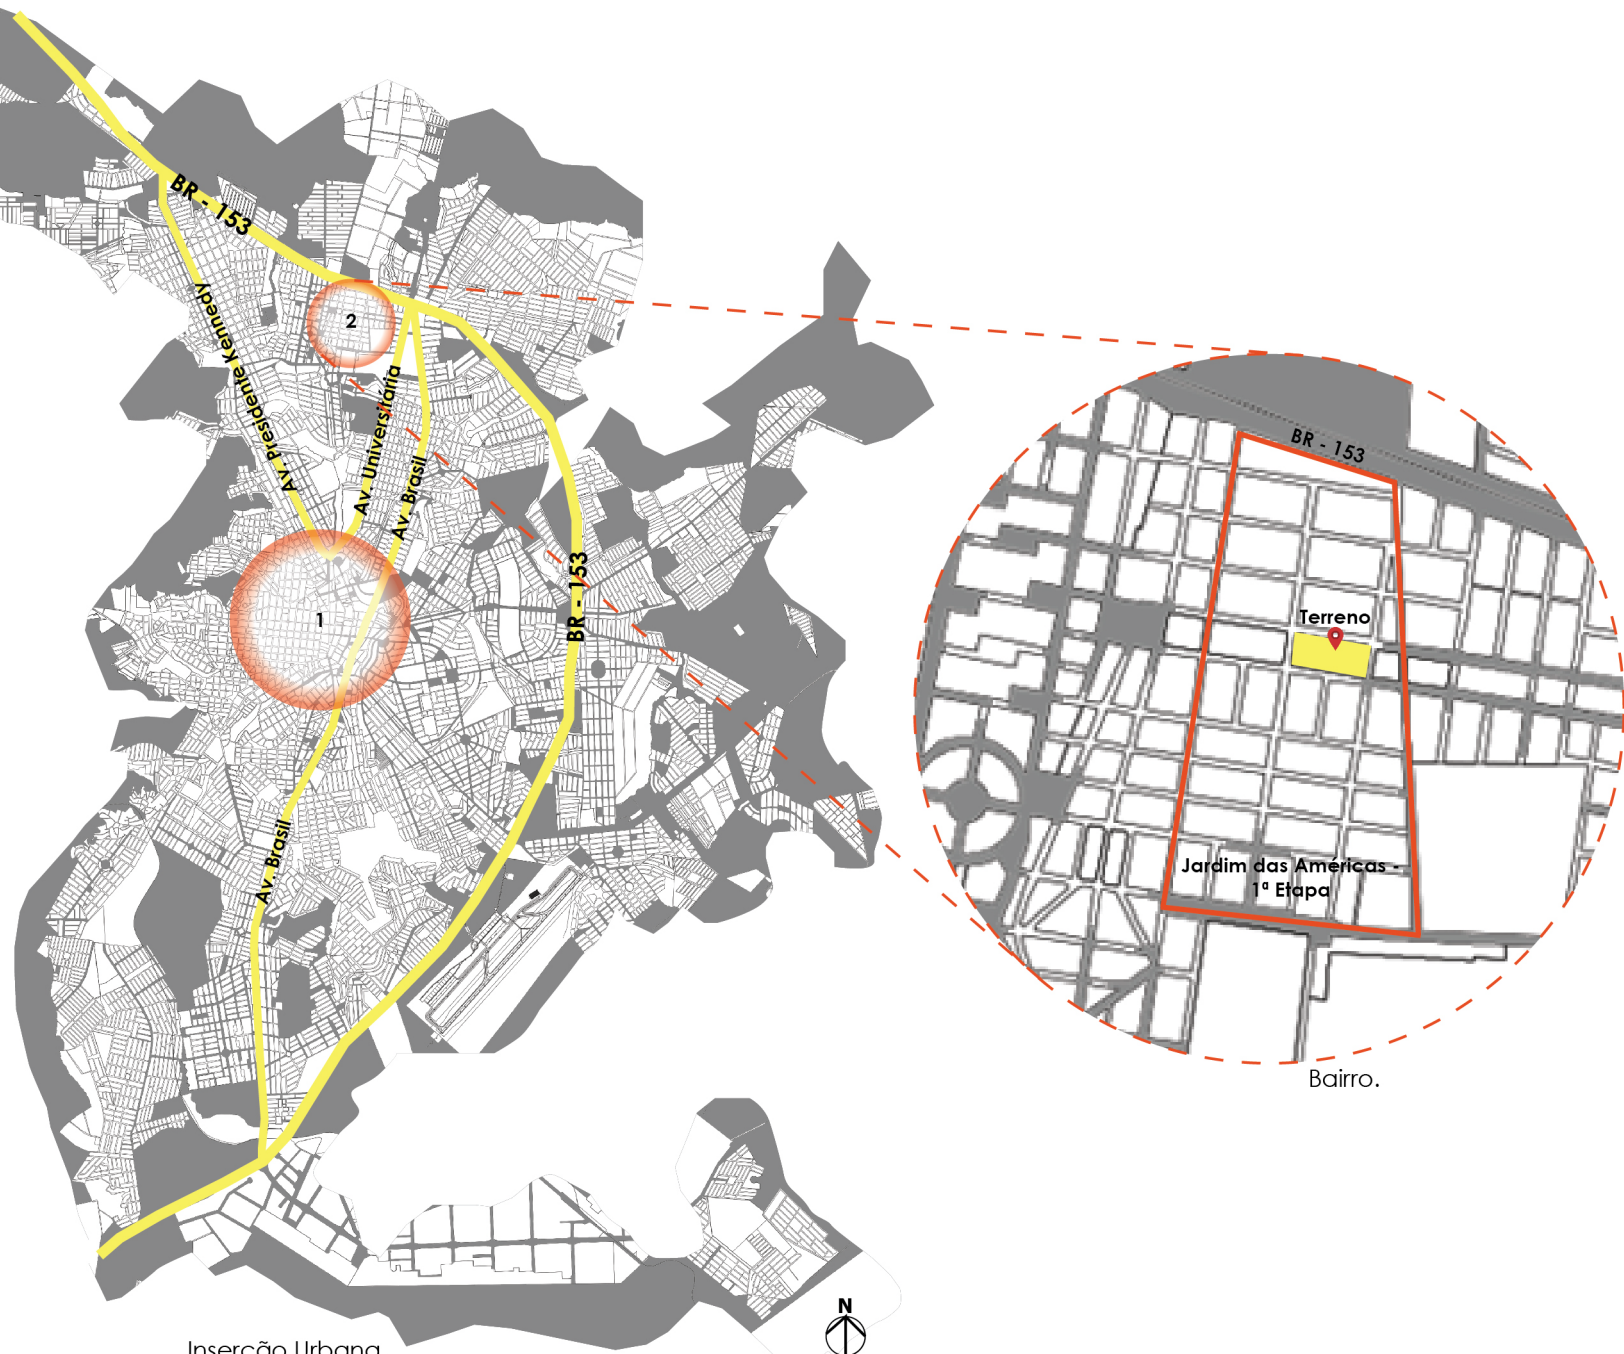 BR - 153
2
Av. Presidente Kennedy
Av. Universitária
Av. Brasil
1
BR - 153
Av. Brasil
BR - 153
Terreno
Jardim das Américas -
1ª Etapa
Bairro.
N
Inserção Urbana